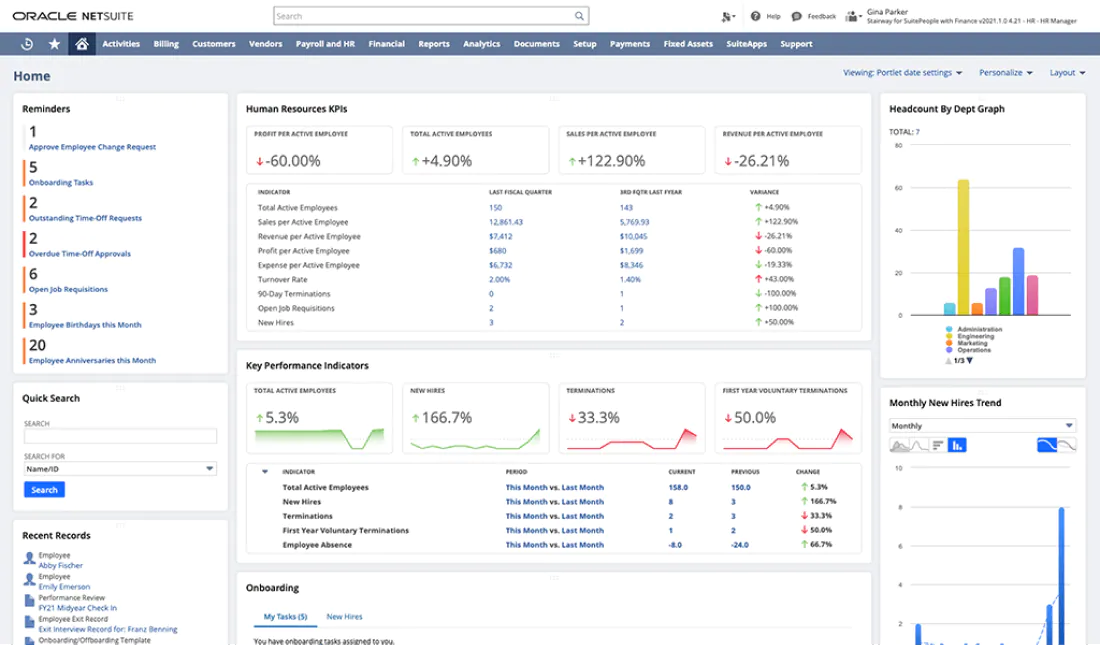 ORACLE NETSUITE
Search
Help
Feedback
Gina Parker
Stairway for SuitePeople with Finance v2021.1.0 4.21 - HR - HR Manager
Activities Billing Customers Vendors Payroll and HR Financial Reports Analytics Documents Setup Payments Fixed Assets SuiteApps Support
Home
Viewing: Portlet date settings Personalize Layout
Reminders
1
Approve Employee Change Request
5
Onboarding Tasks
2
Outstanding Time-Off Requests
2
Overdue Time-Off Approvals
6
Open Job Requisitions
3
Employee Birthdays this Month
20
Employee Anniversaries this Month
Quick Search
SEARCH
SEARCH FOR
Name/ID
Search
Recent Records
Employee
Abby Fischer
Employee
Emily Emerson
Performance Review
FY21 Midyear Check In
Employee Exit Record
Exit Interview Record for: Franz Benning
Onboarding/Offboarding Template
Human Resources KPIs
PROFIT PER ACTIVE EMPLOYEE
-60.00%
TOTAL ACTIVE EMPLOYEES
+4.90%
SALES PER ACTIVE EMPLOYEE
+122.90%
REVENUE PER ACTIVE EMPLOYEE
-26.21%
INDICATOR LAST FISCAL QUARTER 3RD FQTR LAST FYEAR VARIANCE
Total Active Employees 150 143 +4.90%
Sales per Active Employee 12,861.43 5,769.93 +122.90%
Revenue per Active Employee $7,412 $10,045 -26.21%
Profit per Active Employee $680 $1,699 -60.00%
Expense per Active Employee $6,732 $8,346 -19.33%
Turnover Rate 2.00% 1.40% +43.00%
90-Day Terminations 0 1 -100.00%
Open Job Requisitions 2 1 +100.00%
New Hires 3 2 +50.00%
Key Performance Indicators
TOTAL ACTIVE EMPLOYEES
5.3%
NEW HIRES
166.7%
TERMINATIONS
33.3%
FIRST YEAR VOLUNTARY TERMINATIONS
50.0%
INDICATOR PERIOD CURRENT PREVIOUS CHANGE
Total Active Employees This Month vs. Last Month 158.0 150.0 5.3%
New Hires This Month vs. Last Month 8 3 166.7%
Terminations This Month vs. Last Month 2 3 33.3%
First Year Voluntary Terminations This Month vs. Last Month 1 2 50.0%
Employee Absence This Month vs. Last Month -8.0 -24.0 66.7%
Onboarding
My Tasks (5) New Hires
You have onboarding tasks assigned to you.
Headcount By Dept Graph
TOTAL: 7
80
60
40
20
0
Administration
Engineering
Marketing
Operations
1/3
Monthly New Hires Trend
Monthly
10
8
6
4
2